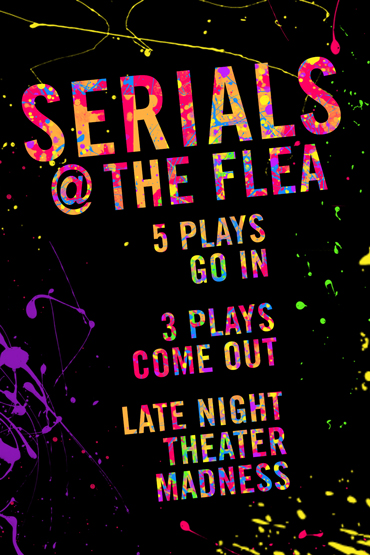 SERIALS
@ THE FLEA
5 PLAYS
GO IN
3 PLAYS
COME OUT
LATE NIGHT
THEATER
MADNESS